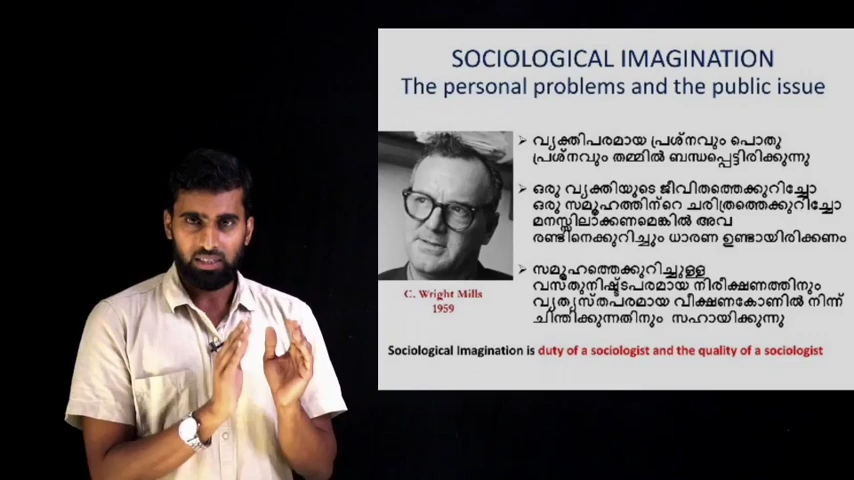 SOCIOLOGICAL IMAGINATION
The personal problems and the public issue
➢ വ്യക്തിപരമായ പ്രശ്നവും പൊതു
പ്രശ്നവും തമ്മിൽ ബന്ധപ്പെട്ടിരിക്കുന്നു
➢ ഒരു വ്യക്തിയുടെ ജീവിതത്തെക്കുറിച്ചോ
ഒരു സമൂഹത്തിന്റെ ചരിത്രത്തെക്കുറിച്ചോ
മനസ്സിലാക്കണമെങ്കിൽ അവ
രണ്ടിനെക്കുറിച്ചും ധാരണ ഉണ്ടായിരിക്കണം
➢ സമൂഹത്തെക്കുറിച്ചുള്ള
വസ്തുനിഷ്ടപരമായ നിരീക്ഷണത്തിനും
വ്യത്യസ്തപരമായ വീക്ഷണകോണിൽ നിന്ന്
ചിന്തിക്കുന്നതിനും സഹായിക്കുന്നു
C. Wright Mills
1959
Sociological Imagination is duty of a sociologist and the quality of a sociologist